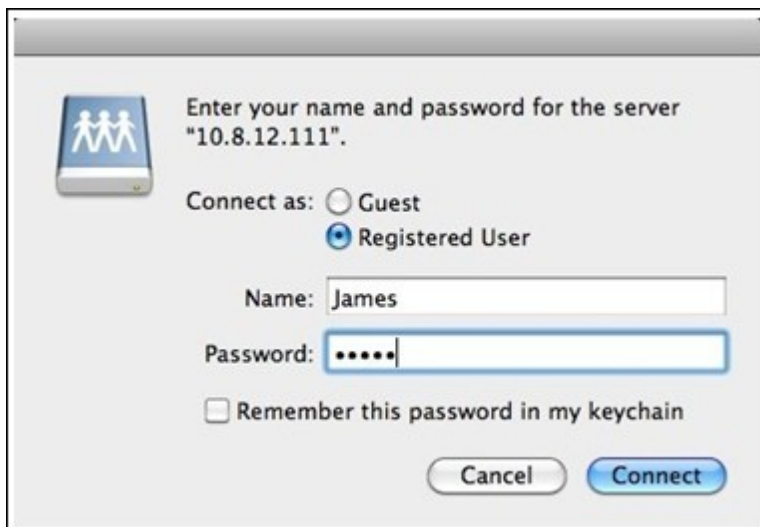 Enter your name and password for the server
“10.8.12.111”.
Connect as: Guest
Registered User
Name: James
Password: •••••
Remember this password in my keychain
Cancel Connect